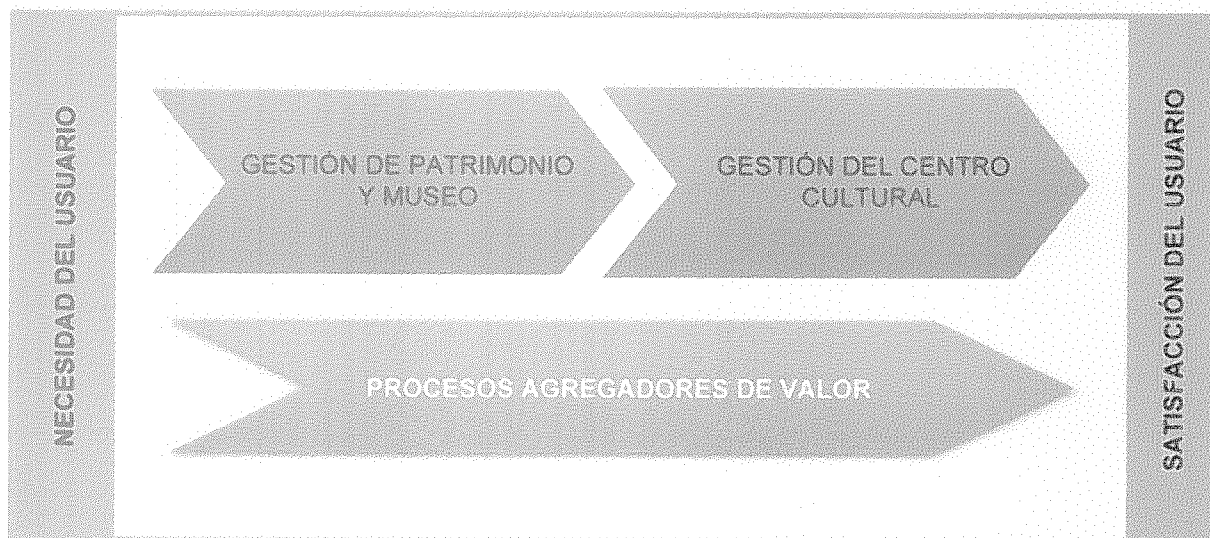 NECESIDAD DEL USUARIO
GESTIÓN DE PATRIMONIO
Y MUSEO
GESTIÓN DEL CENTRO
CULTURAL
PROCESOS AGREGADORES DE VALOR
SATISFACCIÓN DEL USUARIO